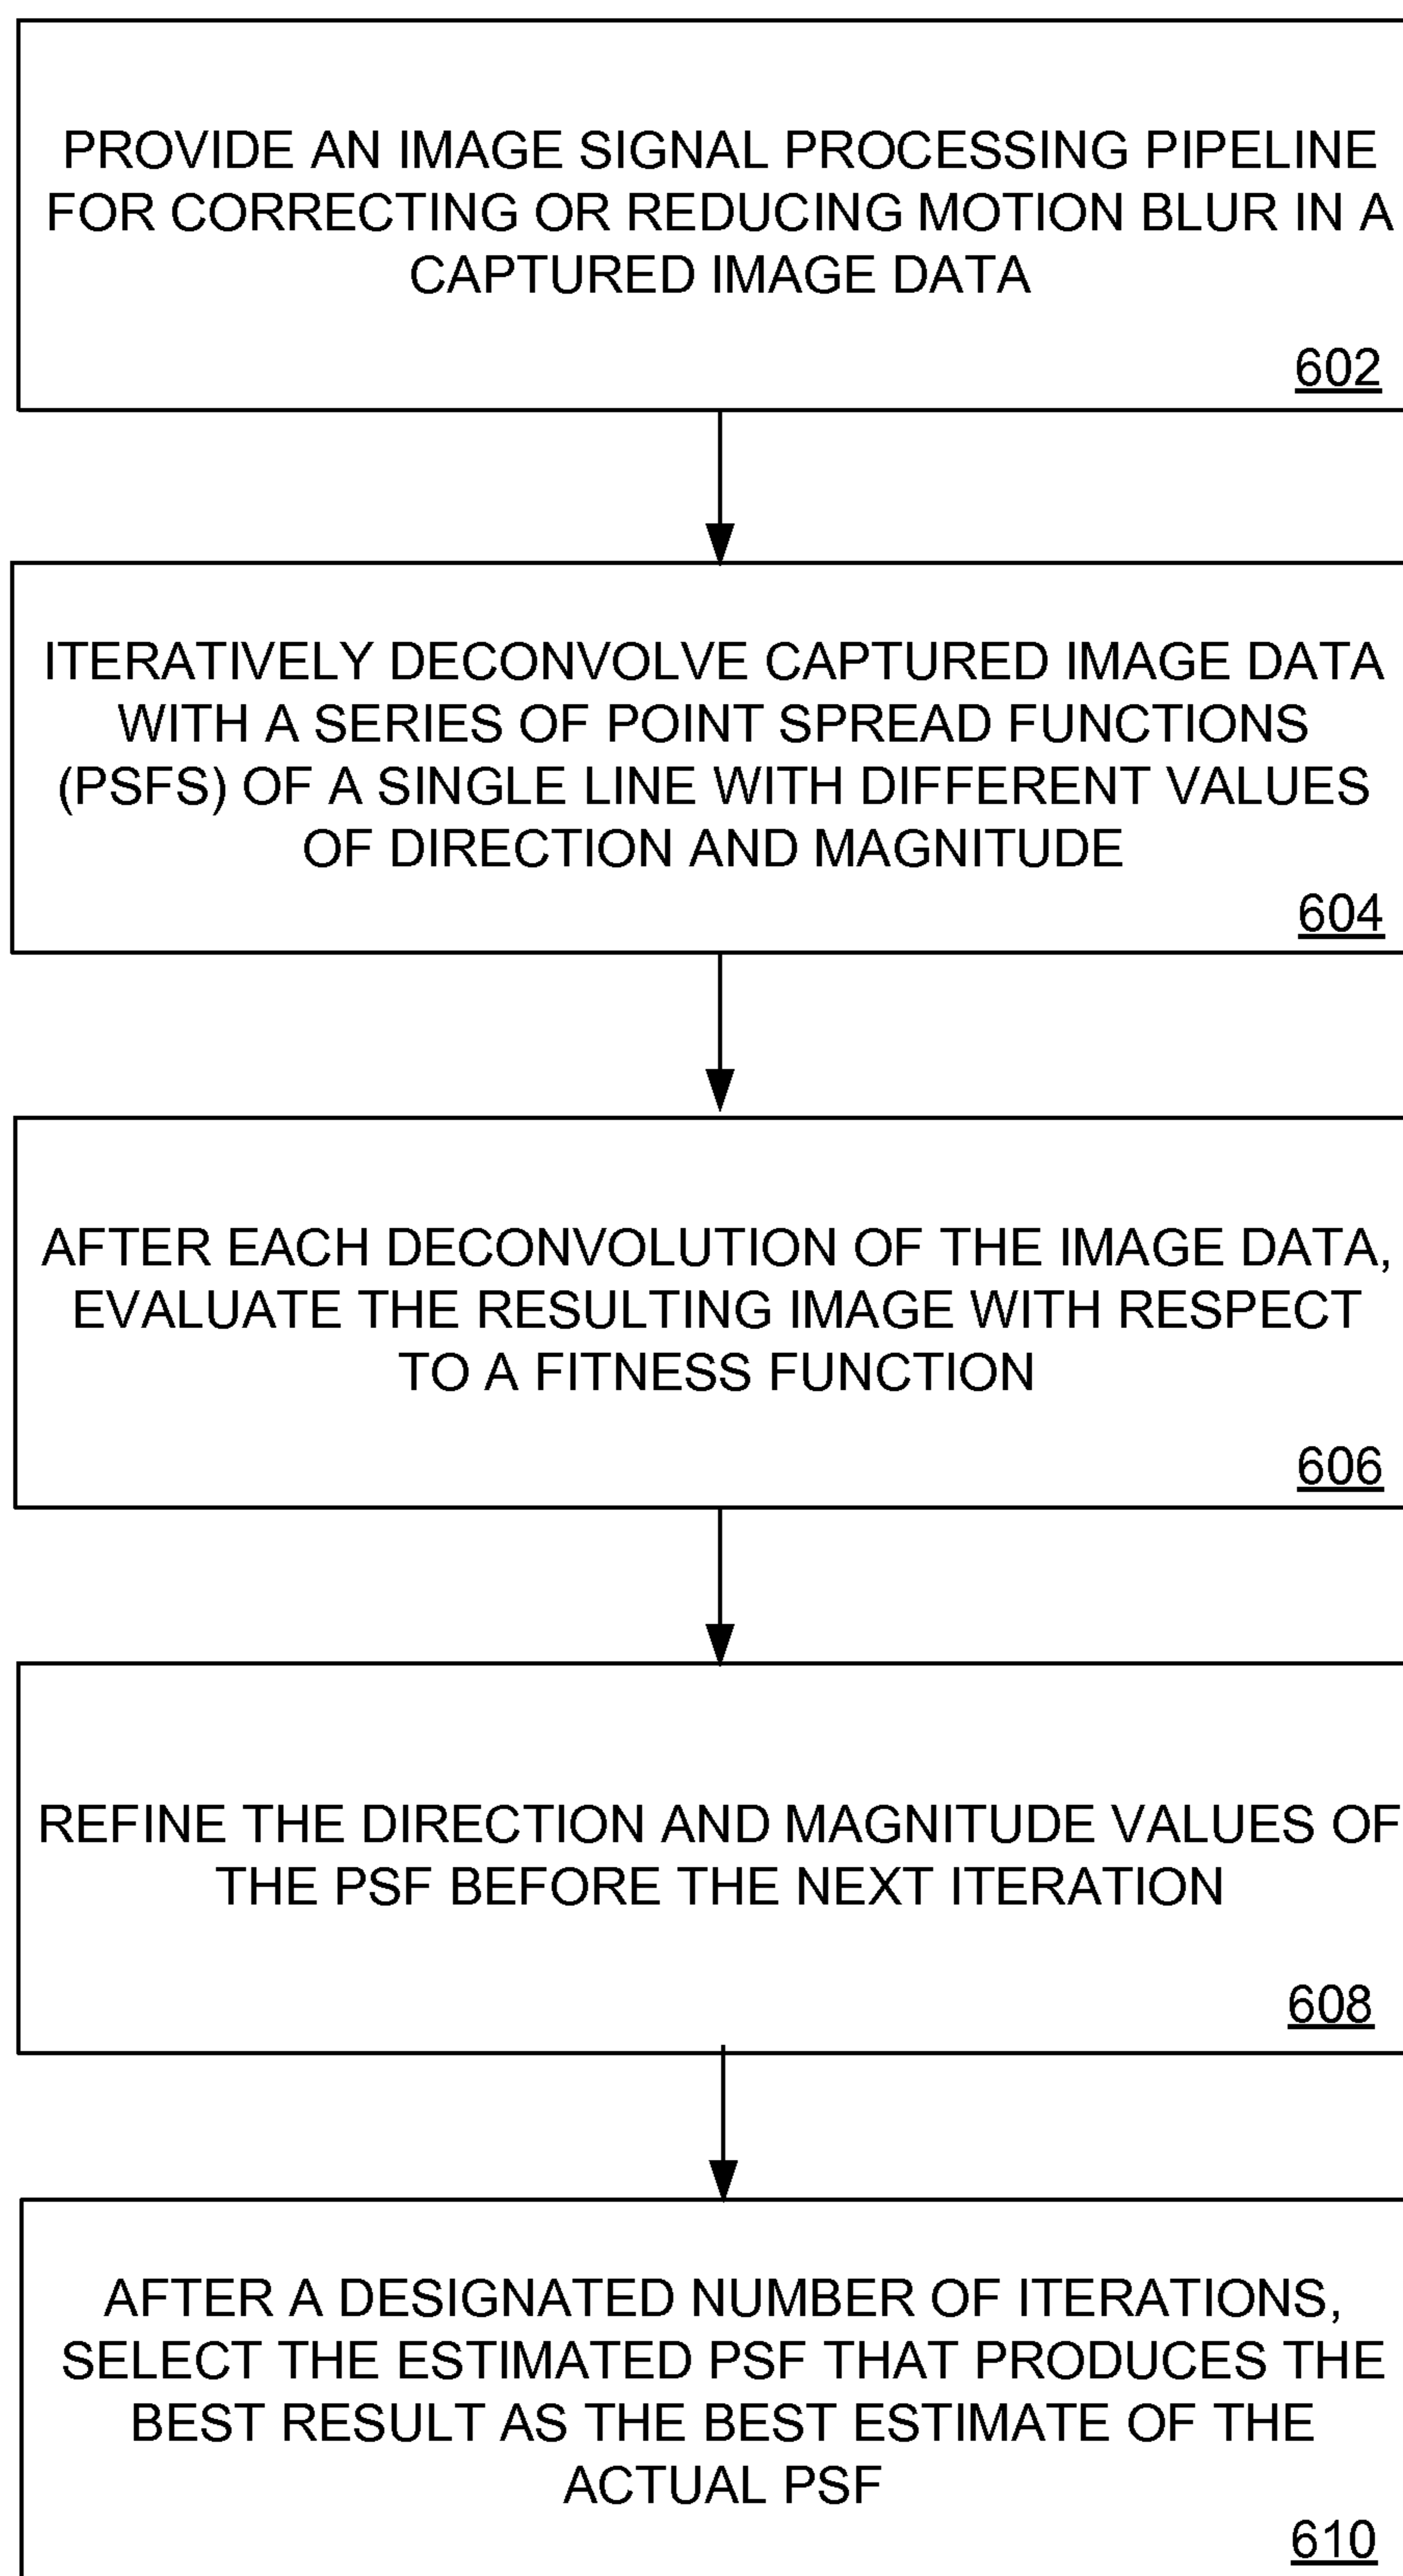 PROVIDE AN IMAGE SIGNAL PROCESSING PIPELINE
FOR CORRECTING OR REDUCING MOTION BLUR IN A
CAPTURED IMAGE DATA
602
ITERATIVELY DECONVOLVE CAPTURED IMAGE DATA
WITH A SERIES OF POINT SPREAD FUNCTIONS
(PSFS) OF A SINGLE LINE WITH DIFFERENT VALUES
OF DIRECTION AND MAGNITUDE
604
AFTER EACH DECONVOLUTION OF THE IMAGE DATA,
EVALUATE THE RESULTING IMAGE WITH RESPECT
TO A FITNESS FUNCTION
606
REFINE THE DIRECTION AND MAGNITUDE VALUES OF
THE PSF BEFORE THE NEXT ITERATION
608
AFTER A DESIGNATED NUMBER OF ITERATIONS,
SELECT THE ESTIMATED PSF THAT PRODUCES THE
BEST RESULT AS THE BEST ESTIMATE OF THE
ACTUAL PSF
610